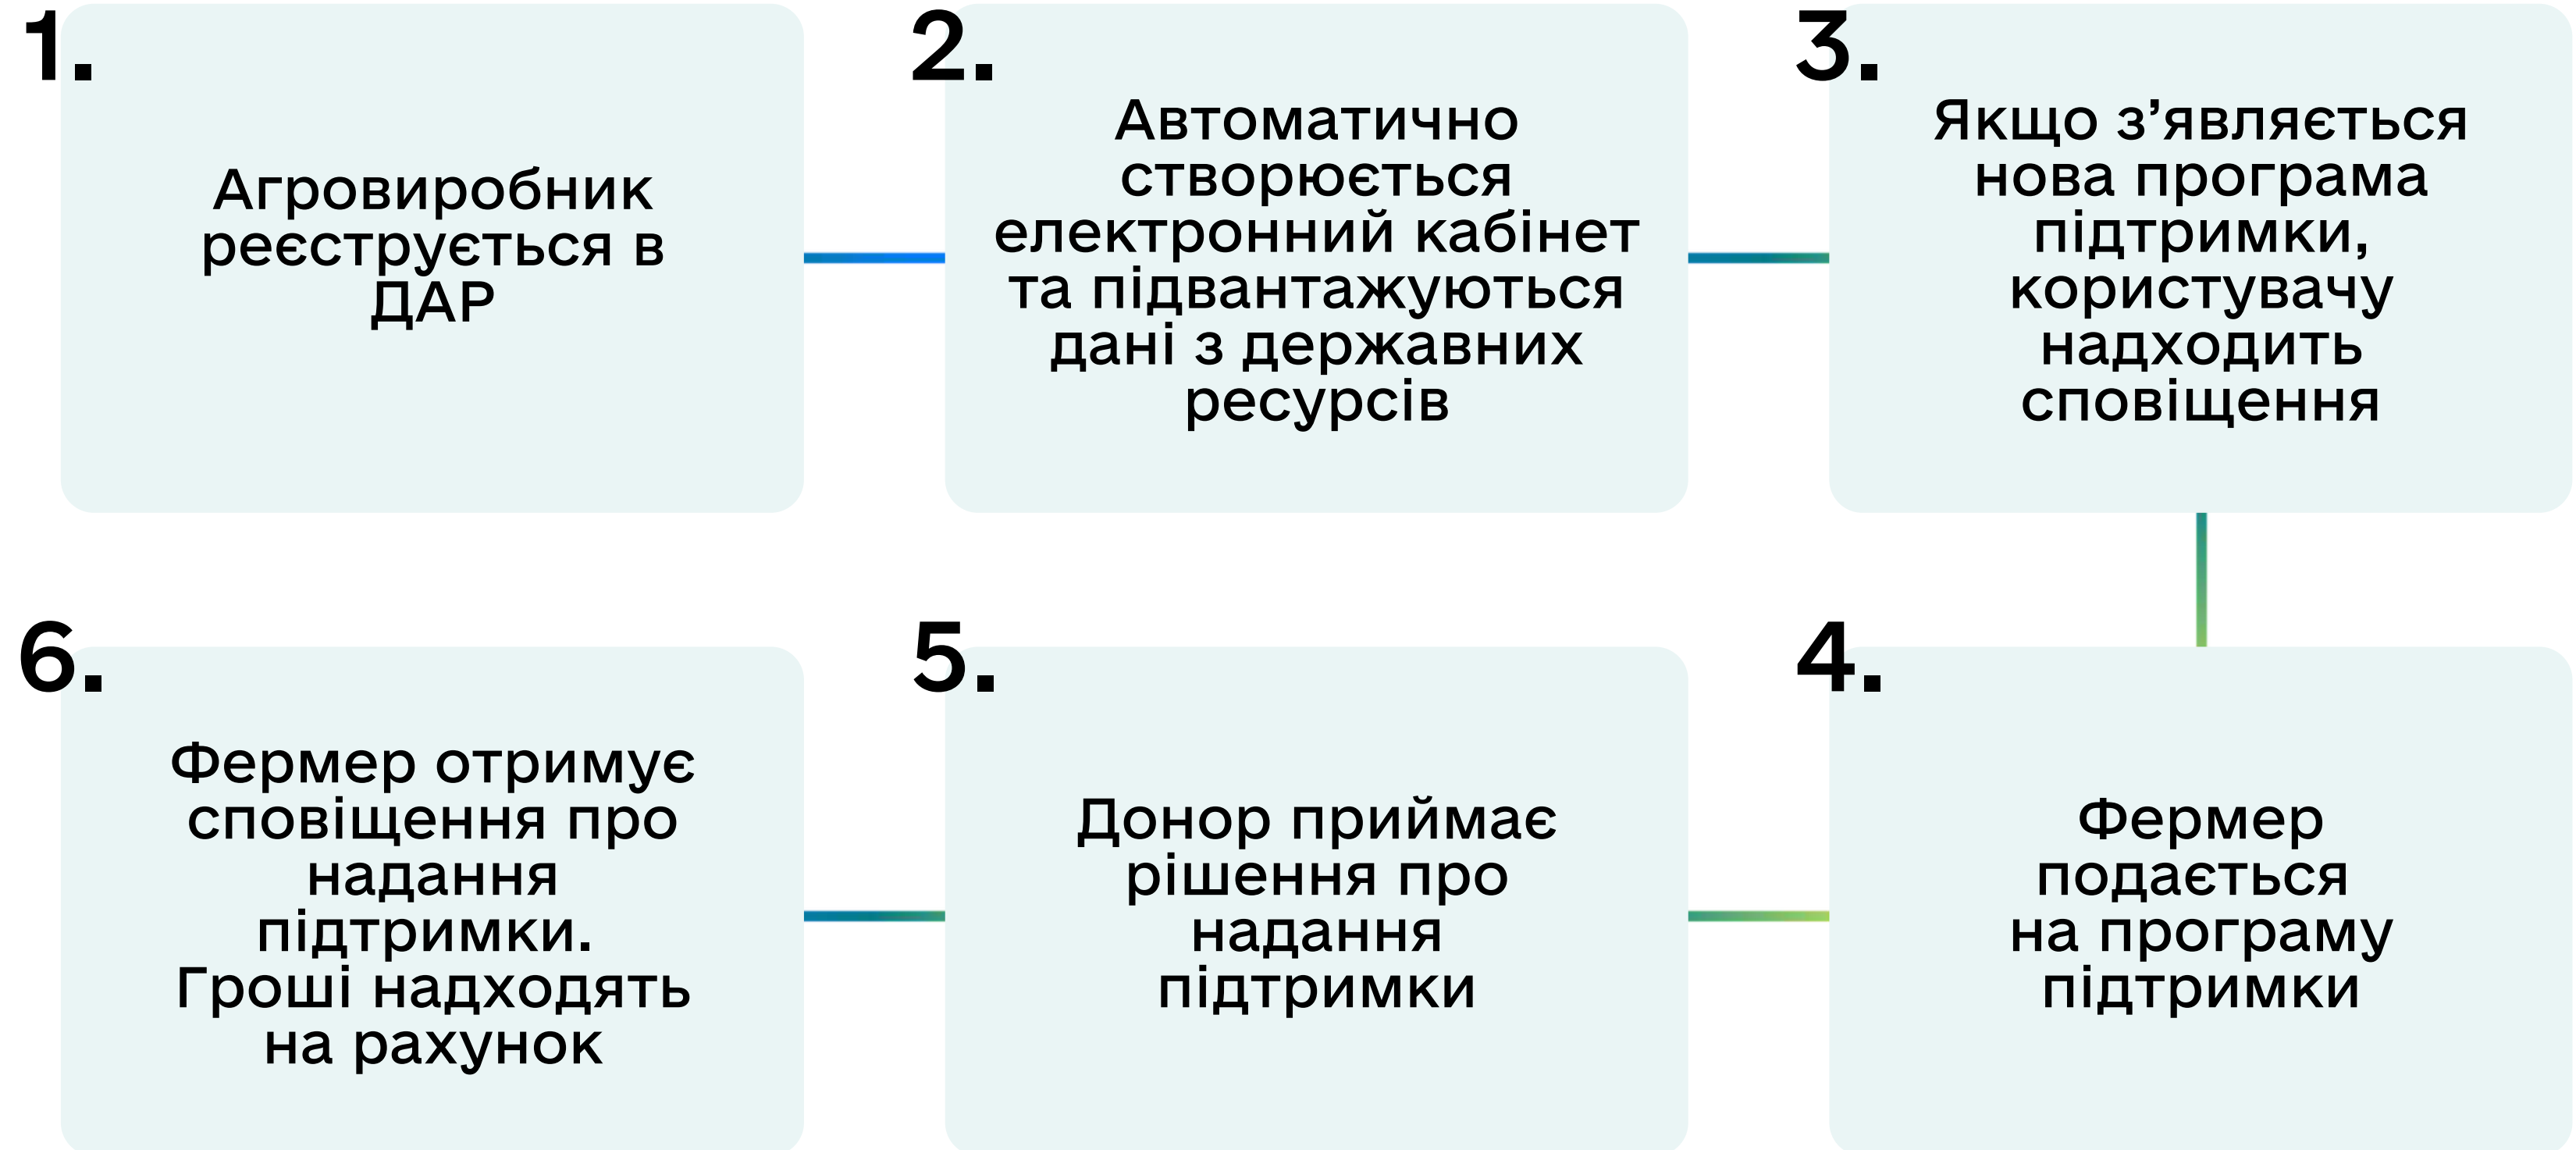 1.
Агровиробник
реєструється в
ДАР
2.
Автоматично
створюється
електронний кабінет
та підвантажуються
дані з державних
ресурсів
3.
Якщо з’являється
нова програма
підтримки,
користувачу
надходить
сповіщення
4.
Фермер
подається
на програму
підтримки
5.
Донор приймає
рішення про
надання
підтримки
6.
Фермер отримує
сповіщення про
надання
підтримки.
Гроші надходять
на рахунок